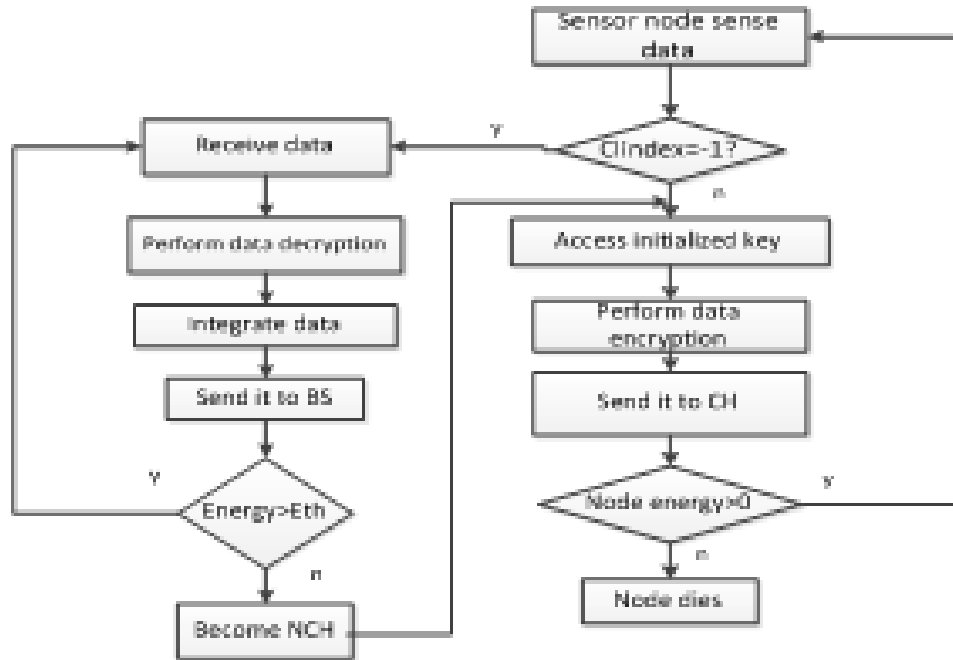 Sensor node sense
data
y
Clindex=-1?
Receive data
n
Perform data decryption
Access initialized key
Integrate data
Perform data
encryption
Send it to BS
Send it to CH
y
Energy>Eth
Node energy>0
y
n
n
Become NCH
Node dies